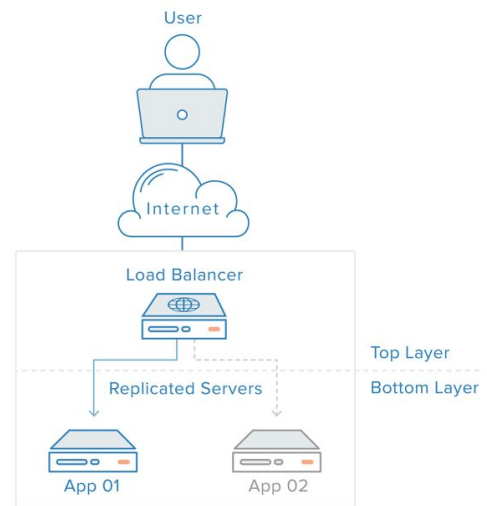 User
Internet
Load Balancer
Top Layer
Replicated Servers
Bottom Layer
App 01
App 02